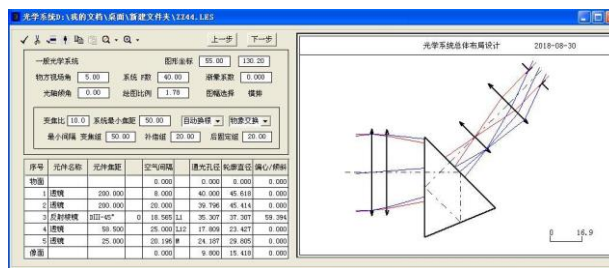 光学系统D:\我的文档\桌面\新建文件夹\ZZ44.LES
上一步 下一步
一般光学系统 图形坐标 55.00 130.20
物方视场角 5.00 系统 F数 40.00 渐晕系数 0.000
光轴倾角 0.00 绘图比例 1.78 图幅选择 横排
变焦比 10.0 系统最小焦距 50.00 自动换根 物象交换
最小间隔 变焦组 50.00 补偿组 20.00 后固定组 20.00
序号 元件名称 元件焦距 空气间隔 通光孔径 轮廓直径 偏心/倾斜
物面 0.000 0.000 0.000 0.000
1 透镜 200.000 8.000 40.000 45.618 0.000
2 透镜 200.000 20.000 39.796 45.414 0.000
3 反射棱镜 DIII-45° 0 18.565 L1 35.307 37.307 59.394
4 透镜 50.500 25.000 L12 17.809 23.427 0.000
5 透镜 25.000 20.196 # 24.187 29.805 0.000
像面 0.000 9.800 15.418 0.000
光学系统总体布局设计 2018-08-30
0 16.9